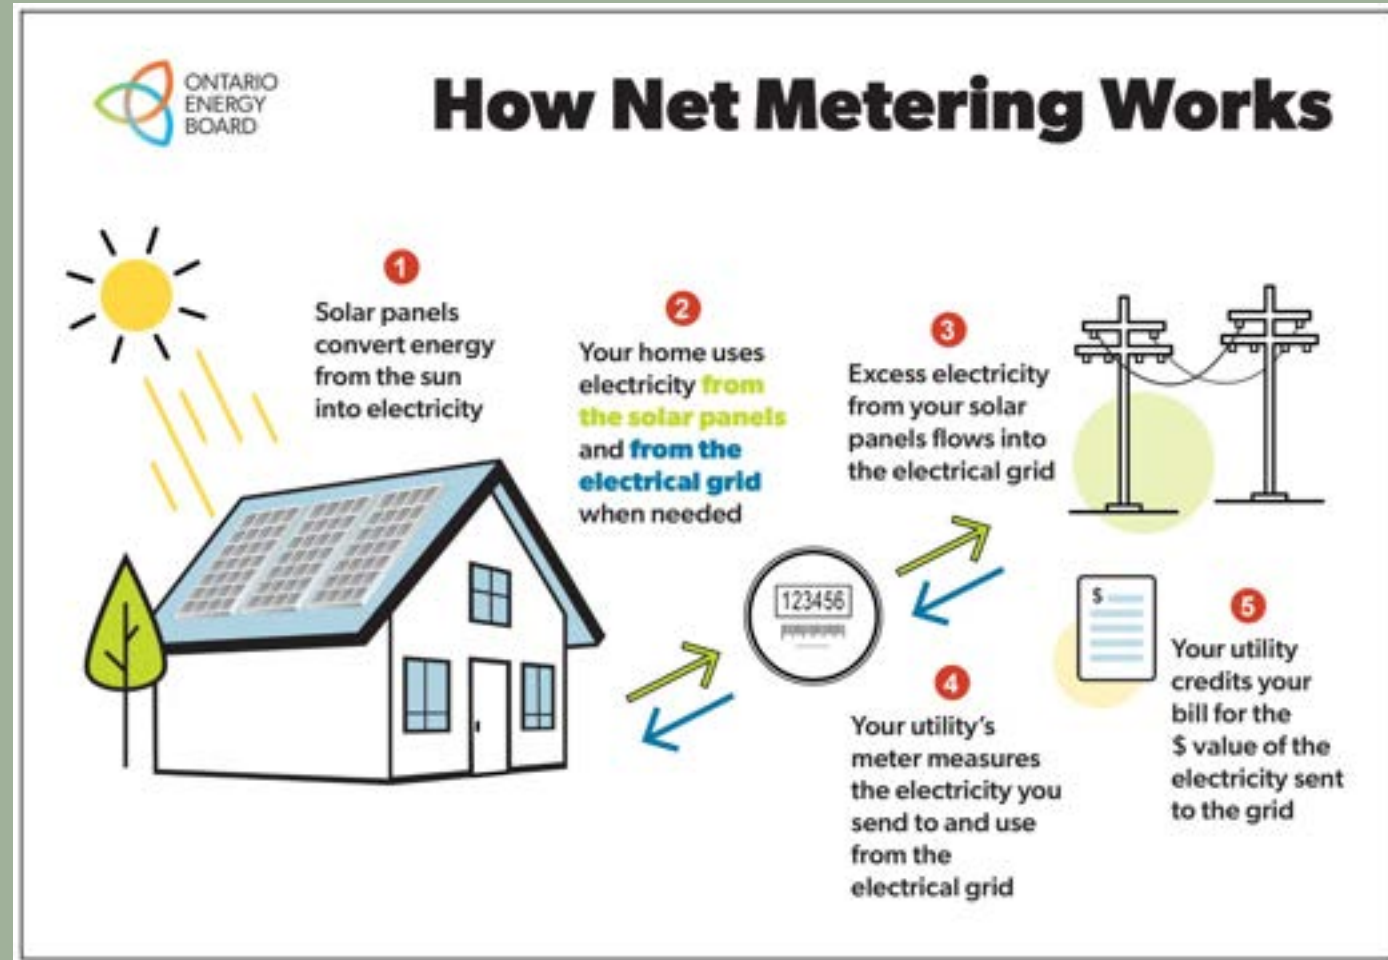 ONTARIO
ENERGY
BOARD
How Net Metering Works
1
Solar panels
convert energy
from the sun
into electricity
2
Your home uses
electricity from
the solar panels
and from the
electrical grid
when needed
3
Excess electricity
from your solar
panels flows into
the electrical grid
123456
4
Your utility's
meter measures
the electricity you
send to and use
from the
electrical grid
$
5
Your utility
credits your
bill for the
$ value of the
electricity sent
to the grid